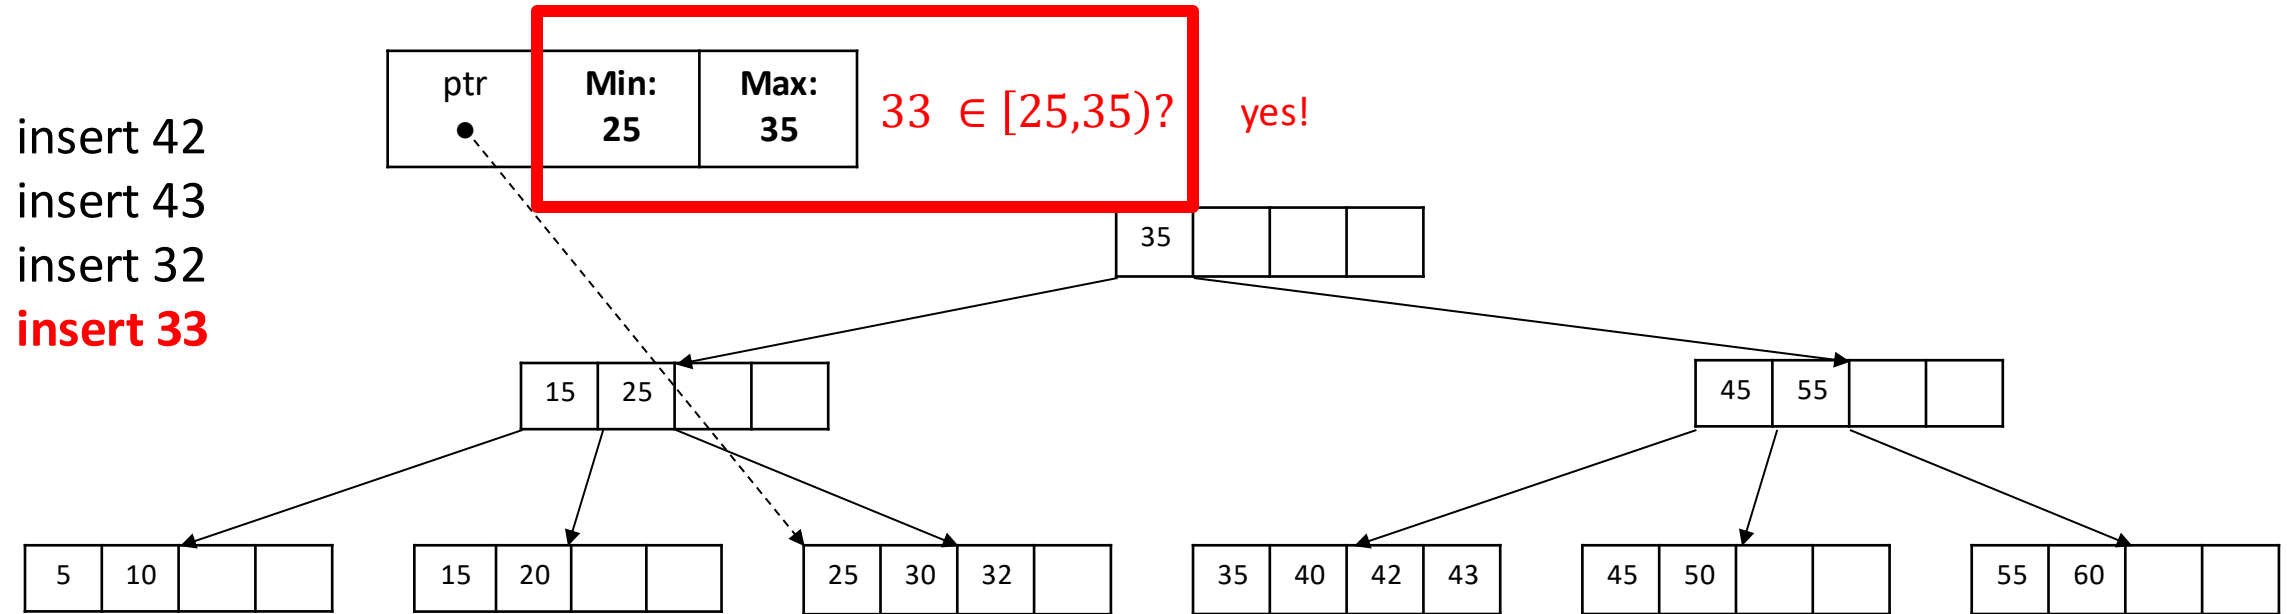 insert 42
insert 43
insert 32
insert 33
ptr
Min:
25
Max:
35
33 ∈ [25,35)?
yes!
35
15 25
45 55
5 10
15 20
25 30 32
35 40 42 43
45 50
55 60